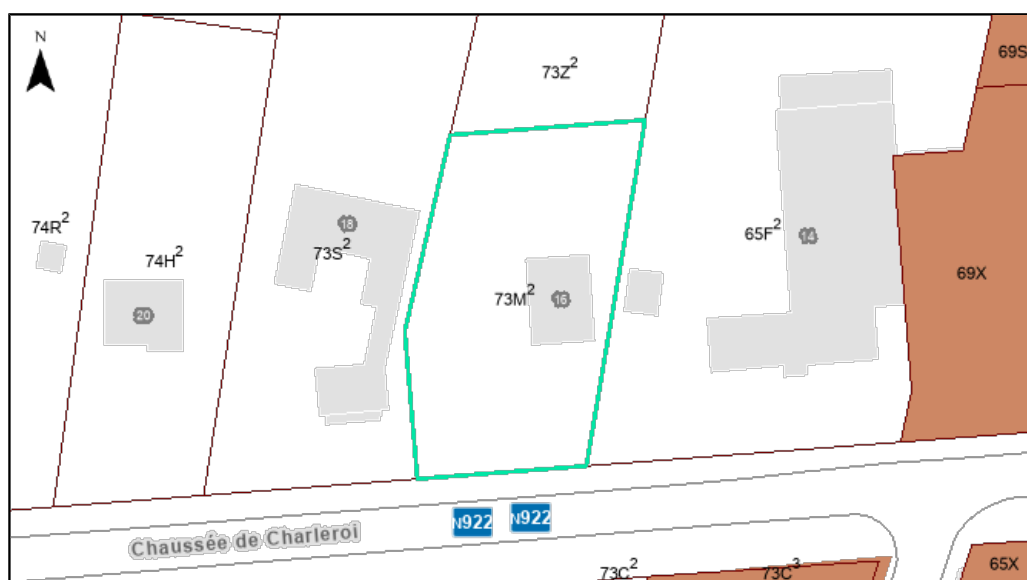 N
73Z²
69S
74R²
18
65F²
14
73S²
74H²
69X
73M²
16
20
N922
N922
Chaussée de Charleroi
73C²
73C³
65X